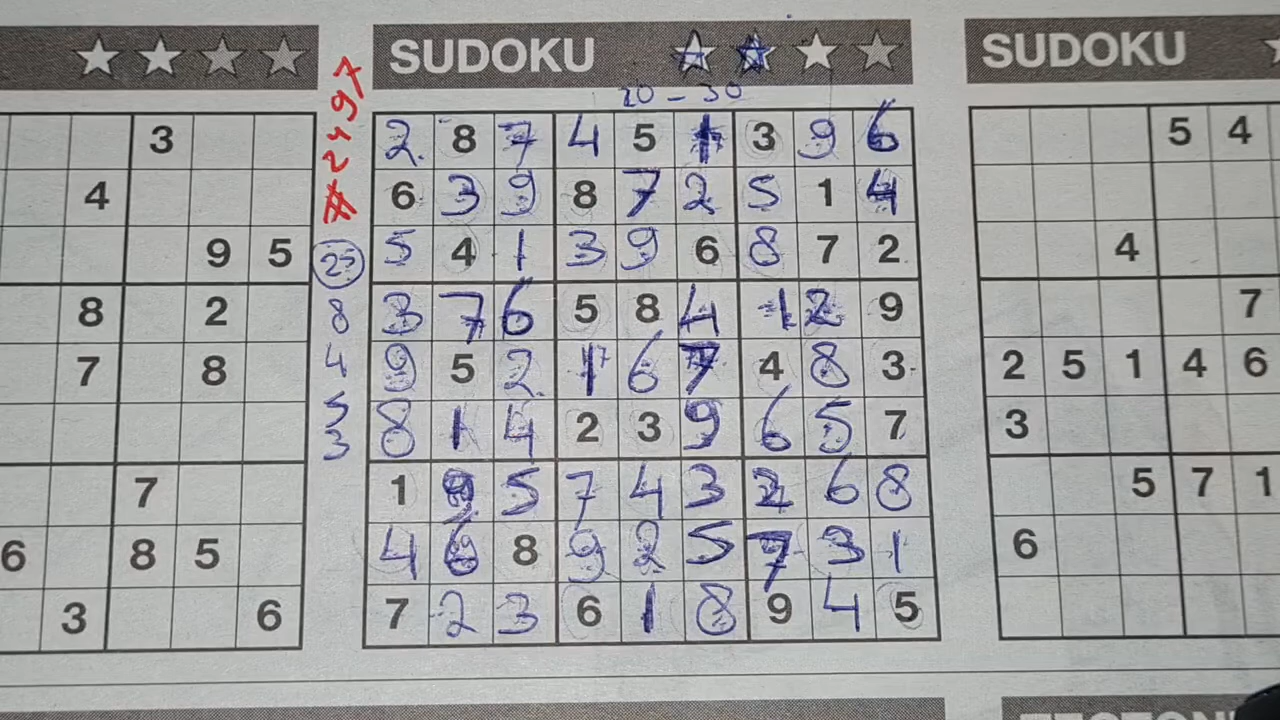 SUDOKU
SUDOKU
20 - 30
# 2497
25
8
4
5
3
3
4
9 5
8 2
7 8
7
6 8 5
3 6
2 8 7 4 5 1 3 9 6
6 3 9 8 7 2 5 1 4
5 4 1 3 9 6 8 7 2
3 7 6 5 8 4 1 2 9
9 5 2 1 6 7 4 8 3
8 1 4 2 3 9 6 5 7
1 9 5 7 4 3 2 6 8
4 6 8 9 2 5 7 3 1
7 2 3 6 1 8 9 4 5
5 4
4
7
2 5 1 4 6
3
5 7 1
6